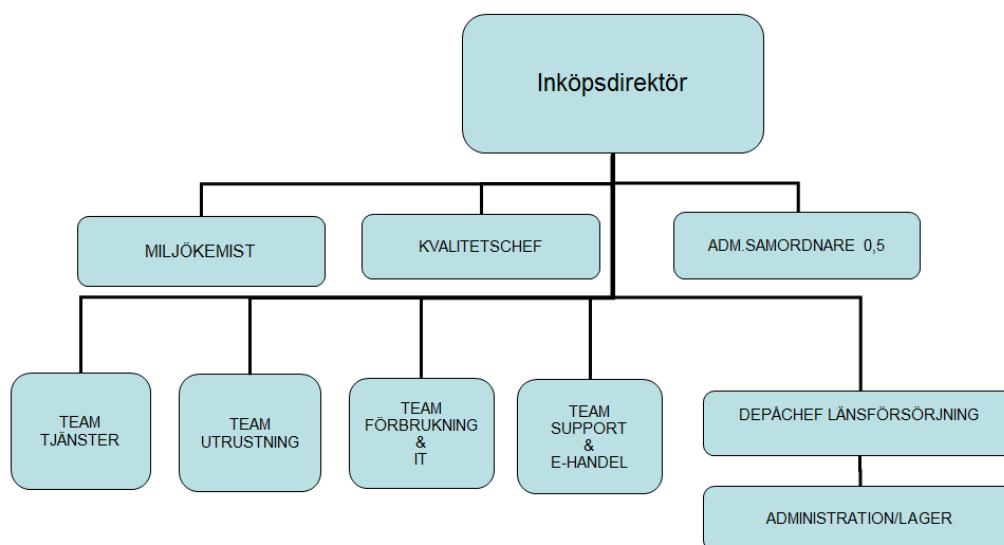 Inköpsdirektör
MILJÖKEMIST
KVALITETSCHEF
ADM.SAMORDNARE 0,5
TEAM
TJÄNSTER
TEAM
UTRUSTNING
TEAM
FÖRBRUKNING
&
IT
TEAM
SUPPORT
&
E-HANDEL
DEPÅCHEF LÄNSFÖRSÖRJNING
ADMINISTRATION/LAGER